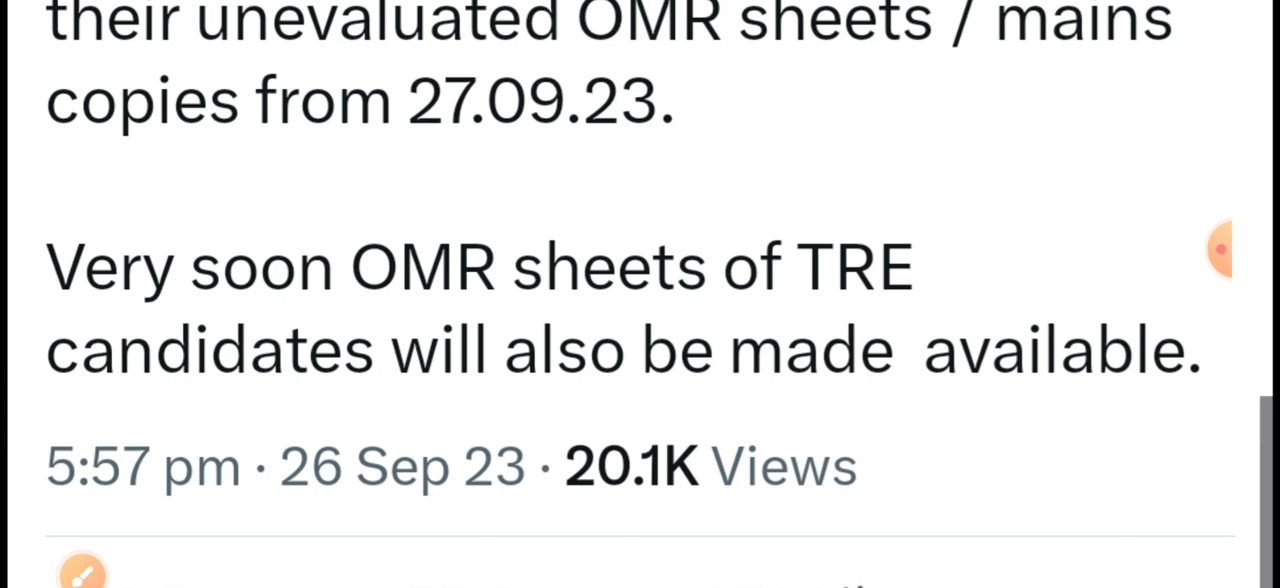 their unevaluated OMR sheets / mains
copies from 27.09.23.
Very soon OMR sheets of TRE
candidates will also be made  available.
5:57 pm · 26 Sep 23 · 20.1K Views